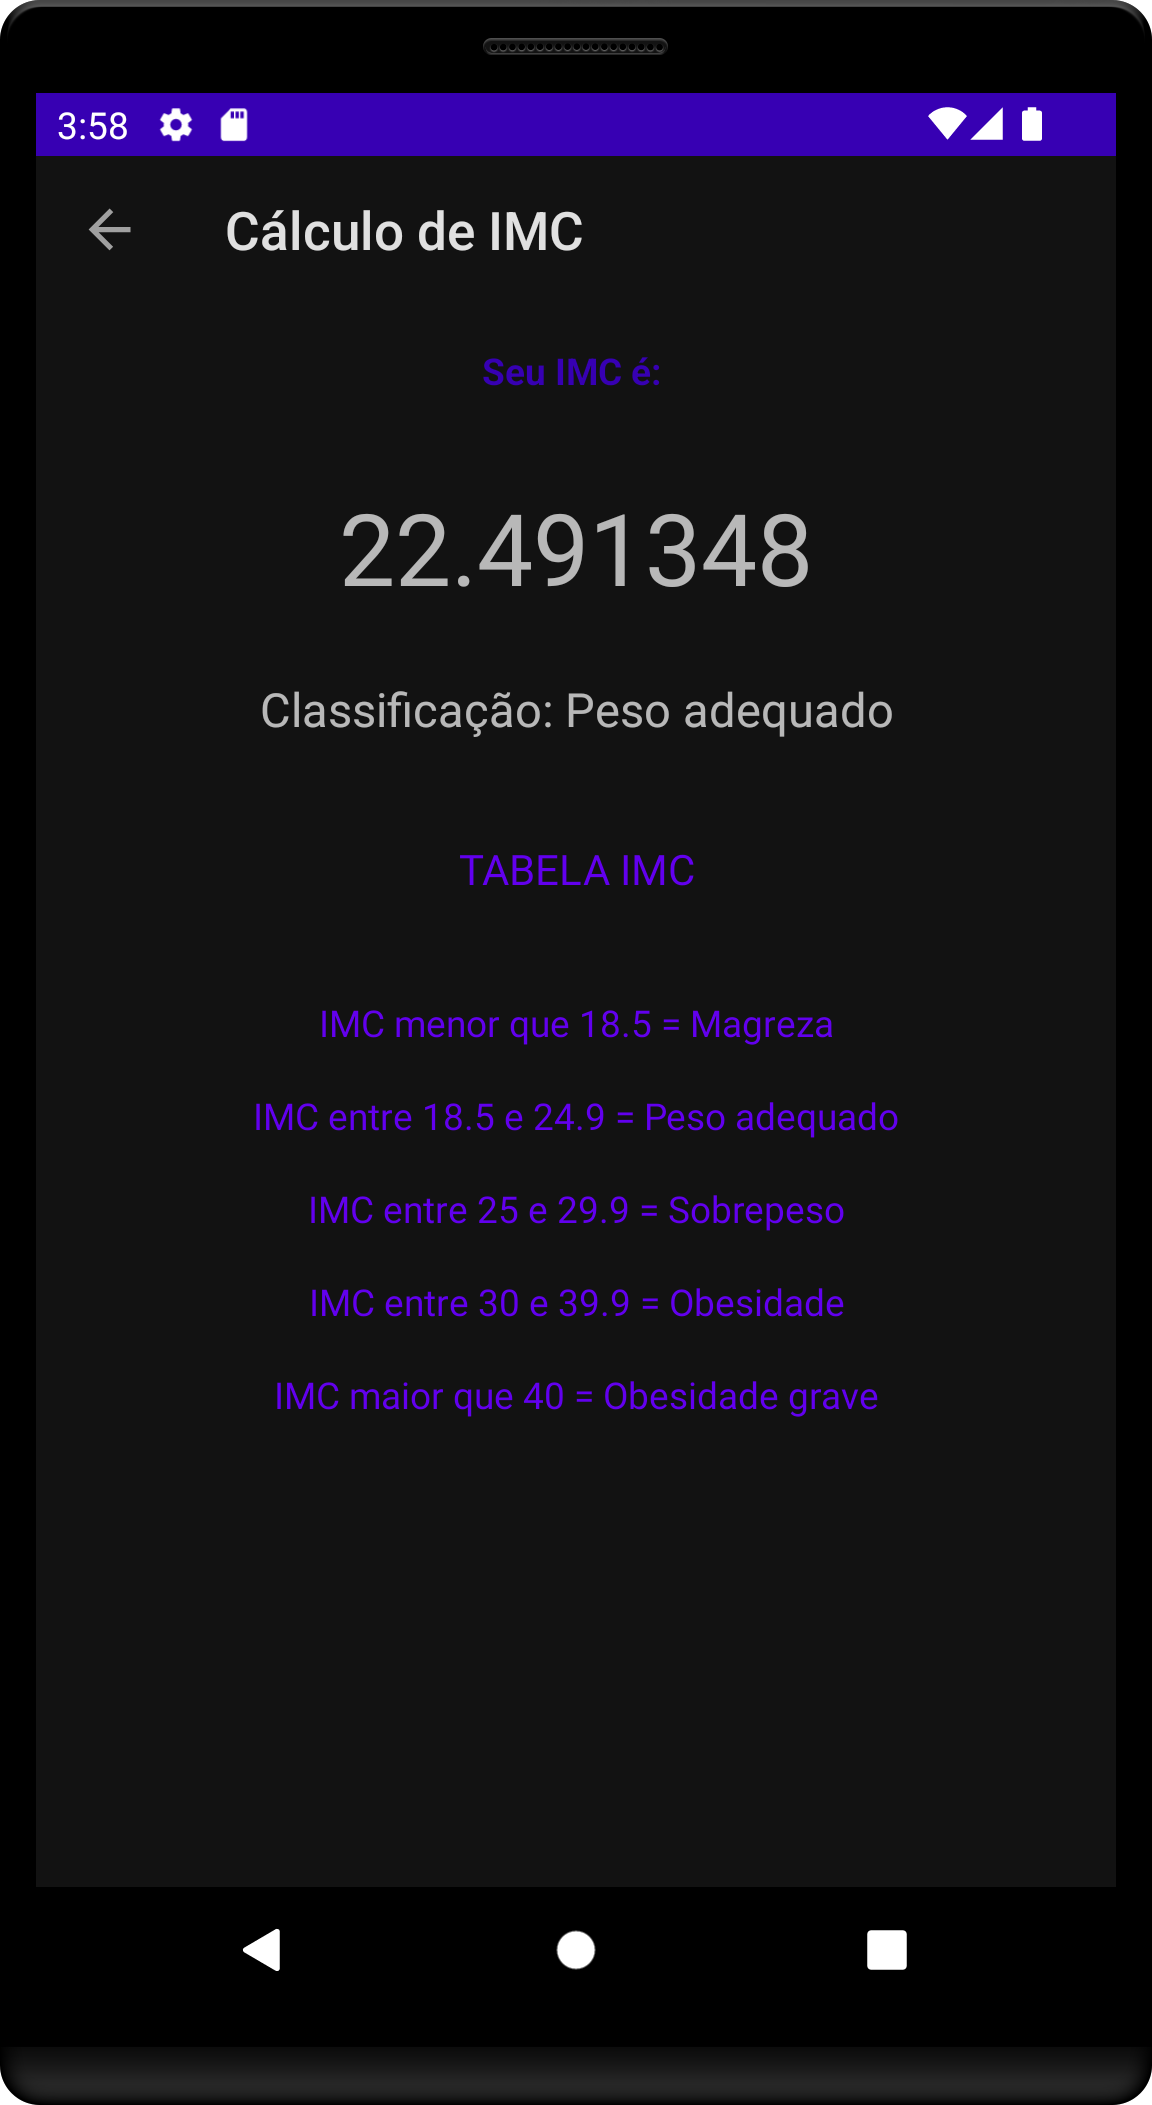 3:58
Cálculo de IMC
Seu IMC é:
22.491348
Classificação: Peso adequado
TABELA IMC
IMC menor que 18.5 = Magreza
IMC entre 18.5 e 24.9 = Peso adequado
IMC entre 25 e 29.9 = Sobrepeso
IMC entre 30 e 39.9 = Obesidade
IMC maior que 40 = Obesidade grave